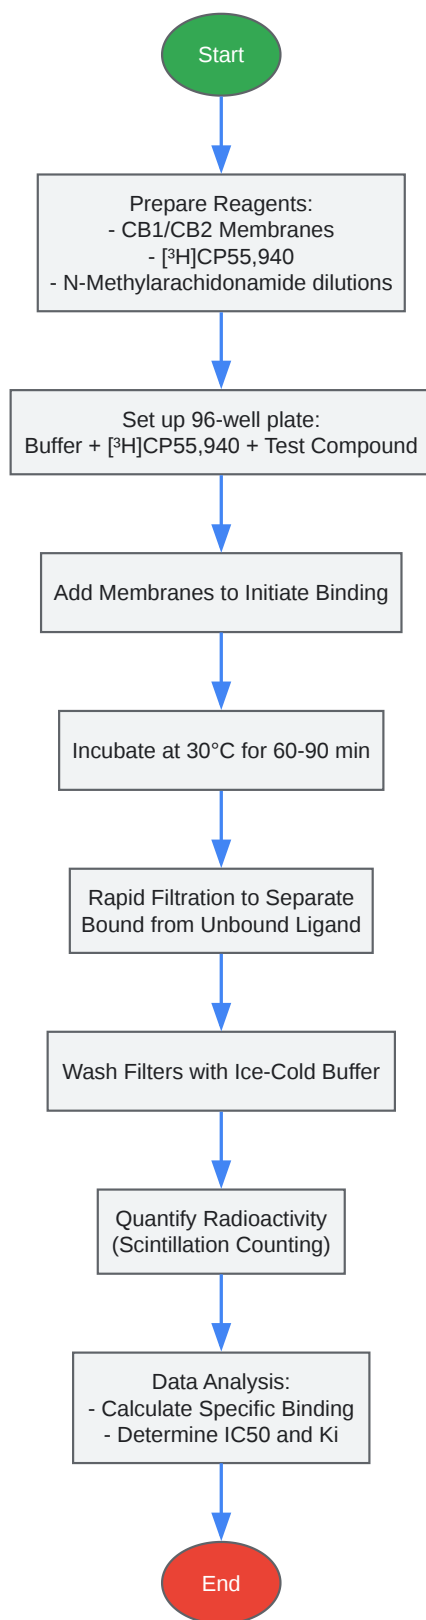 Start
Prepare Reagents:
- CB1/CB2 Membranes
- [³H]CP55,940
- N-Methylarachidonamide dilutions
Set up 96-well plate:
Buffer + [³H]CP55,940 + Test Compound
Add Membranes to Initiate Binding
Incubate at 30°C for 60-90 min
Rapid Filtration to Separate
Bound from Unbound Ligand
Wash Filters with Ice-Cold Buffer
Quantify Radioactivity
(Scintillation Counting)
Data Analysis:
- Calculate Specific Binding
- Determine IC50 and Ki
End